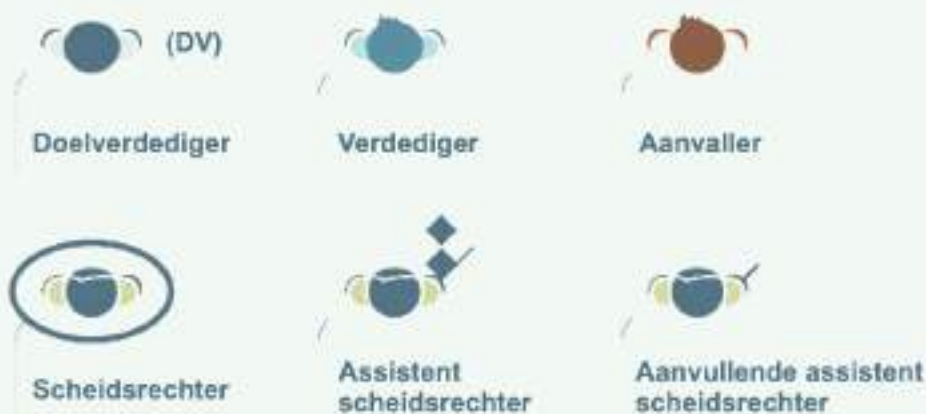 (DV)
Doelverdediger
Verdediger
Aanvaller
Scheidsrechter
Assistent
scheidsrechter
Aanvullende assistent
scheidsrechter